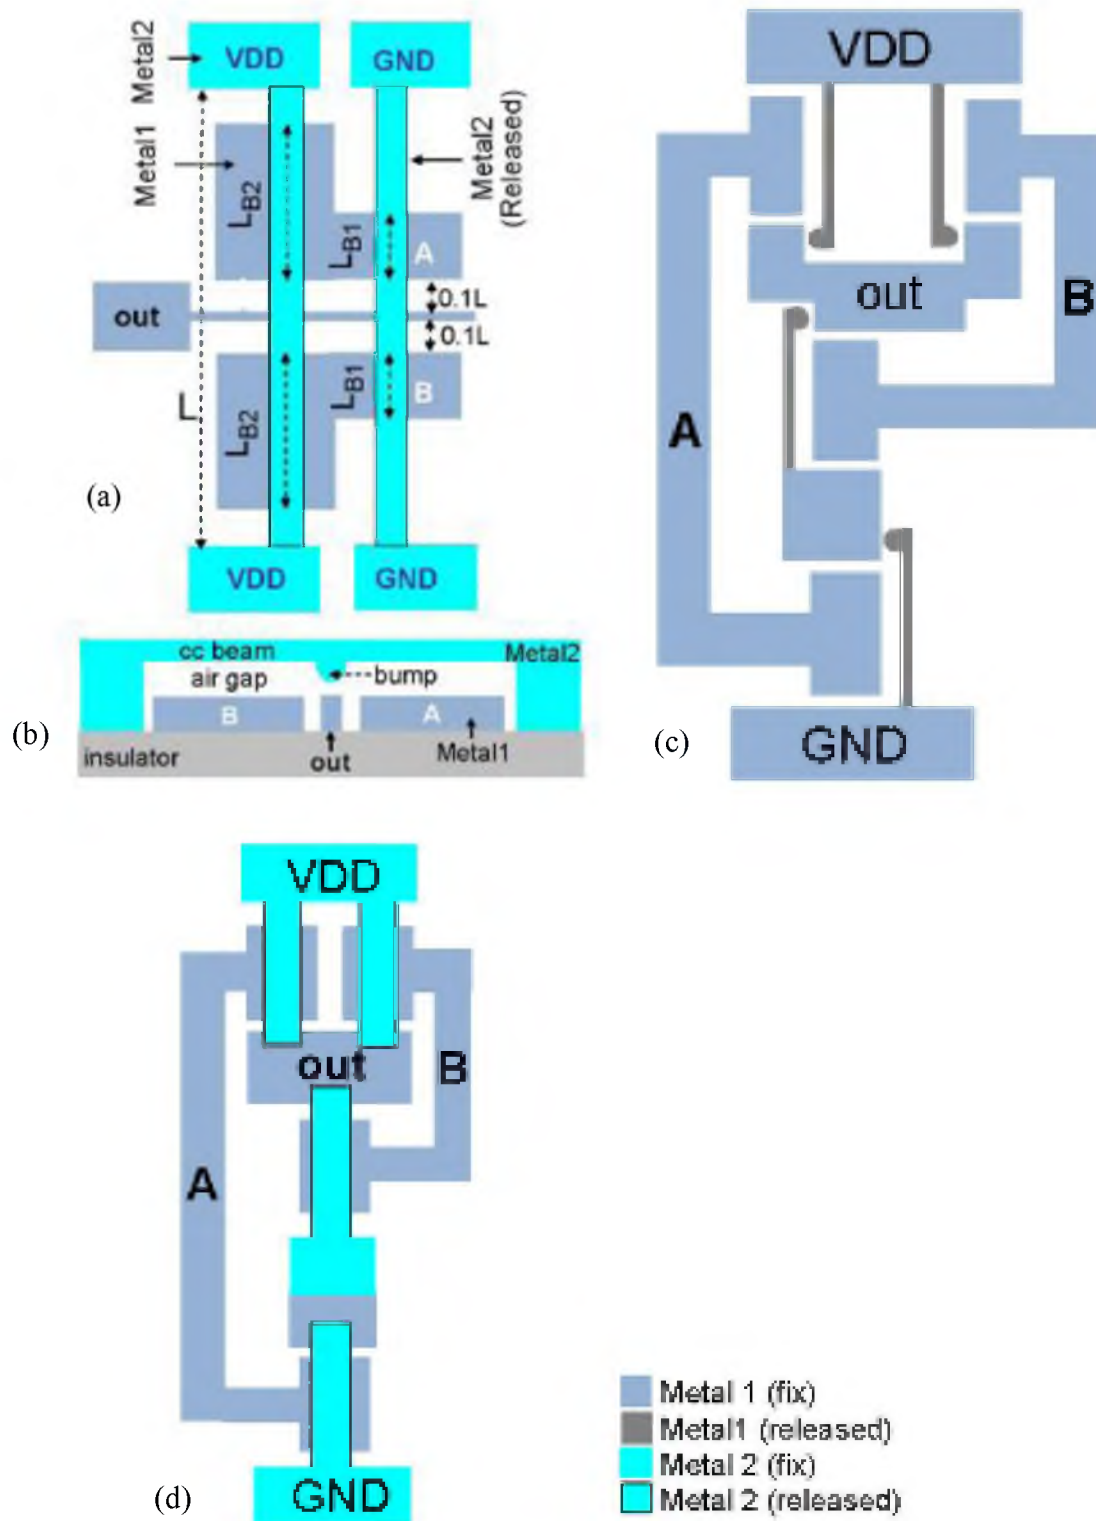 VDD
GND
Metal2
Metal1
Metal2
(Released)
LB2
LB1
A
0.1L
out
0.1L
LB1
B
LB2
L
(a)
VDD
GND
cc beam
Metal2
air gap
bump
B
A
insulator
out
Metal1
(b)
VDD
out
B
A
GND
(c)
VDD
out
B
A
GND
(d)
Metal 1 (fix)
Metal1 (released)
Metal 2 (fix)
Metal 2 (released)